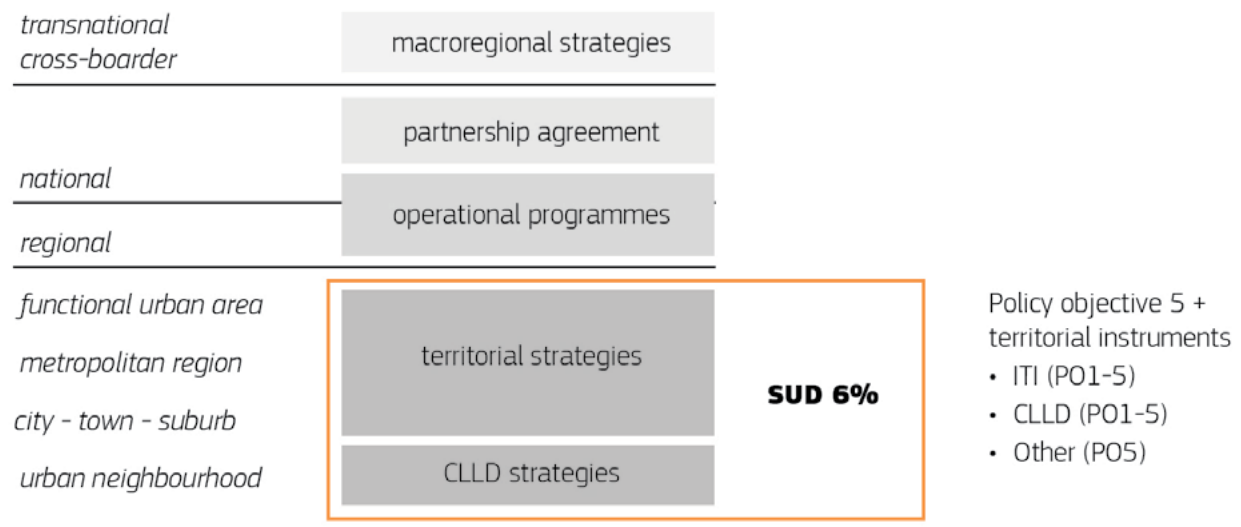 transnational
cross-boarder
macroregional strategies
partnership agreement
national
operational programmes
regional
functional urban area
metropolitan region
city - town - suburb
urban neighbourhood
territorial strategies
CLLD strategies
SUD 6%
Policy objective 5 +
territorial instruments
• ITI (PO1-5)
• CLLD (PO1-5)
• Other (PO5)